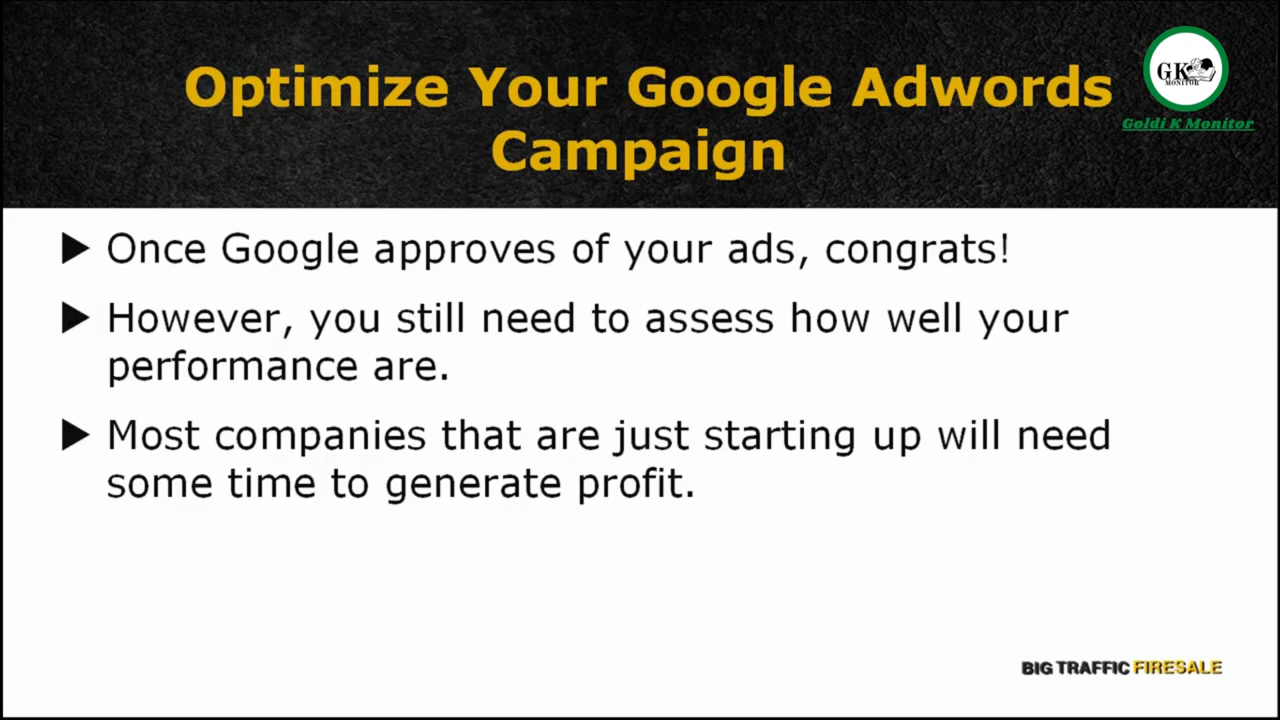 Optimize Your Google Adwords
Campaign
GK
MONITOR
Goldi K Monitor
▶ Once Google approves of your ads, congrats!
▶ However, you still need to assess how well your
performance are.
▶ Most companies that are just starting up will need
some time to generate profit.
BIG TRAFFIC FIRESALE